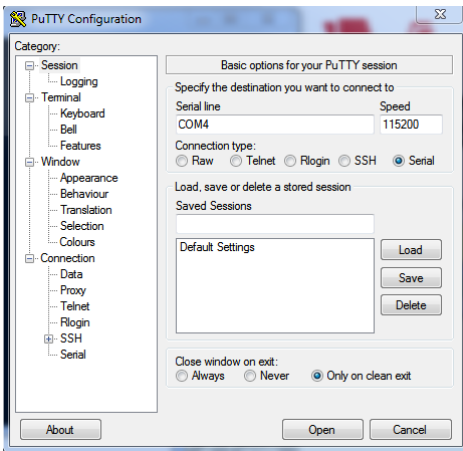 PuTTY Configuration
Category:
Session
Logging
Terminal
Keyboard
Bell
Features
Window
Appearance
Behaviour
Translation
Selection
Colours
Connection
Data
Proxy
Telnet
Rlogin
SSH
Serial
Basic options for your PuTTY session
Specify the destination you want to connect to
Serial line Speed
COM4 115200
Connection type:
Raw Telnet Rlogin SSH Serial
Load, save or delete a stored session
Saved Sessions
Default Settings
Load
Save
Delete
Close window on exit:
Always Never Only on clean exit
About Open Cancel